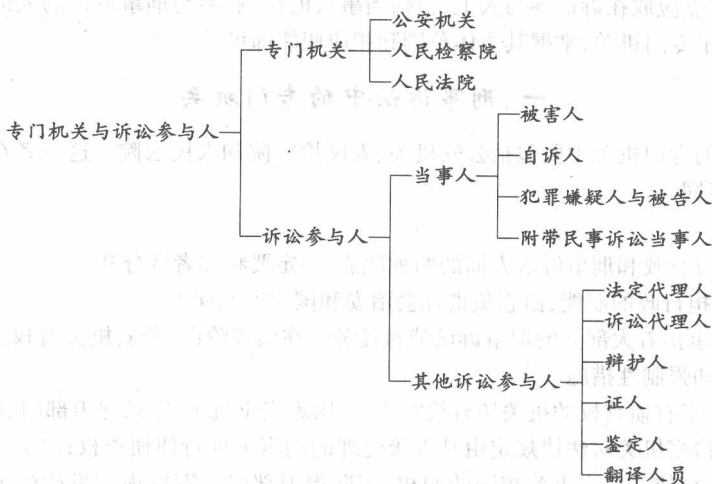 专门机关与诉讼参与人
专门机关
公安机关
人民检察院
人民法院
诉讼参与人
当事人
被害人
自诉人
犯罪嫌疑人与被告人
附带民事诉讼当事人
其他诉讼参与人
法定代理人
诉讼代理人
辩护人
证人
鉴定人
翻译人员